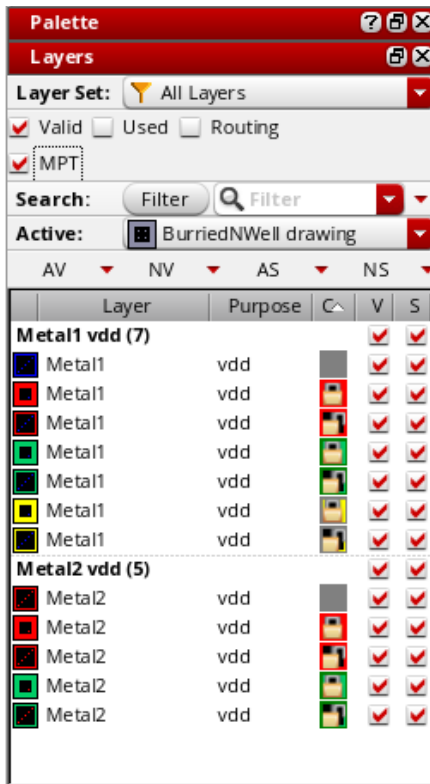 Palette
Layers
Layer Set: All Layers
Valid Used Routing
MPT
Search: Filter Filter
Active: BurriedNWell drawing
AV NV AS NS
Layer Purpose C V S
Metal1 vdd (7)
Metal1 vdd
Metal1 vdd
Metal1 vdd
Metal1 vdd
Metal1 vdd
Metal1 vdd
Metal1 vdd
Metal2 vdd (5)
Metal2 vdd
Metal2 vdd
Metal2 vdd
Metal2 vdd
Metal2 vdd